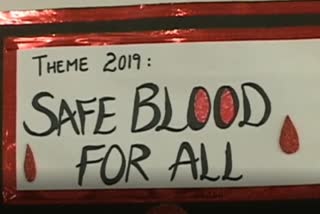 THEME 2019:
SAFE BLOOD
FOR ALL